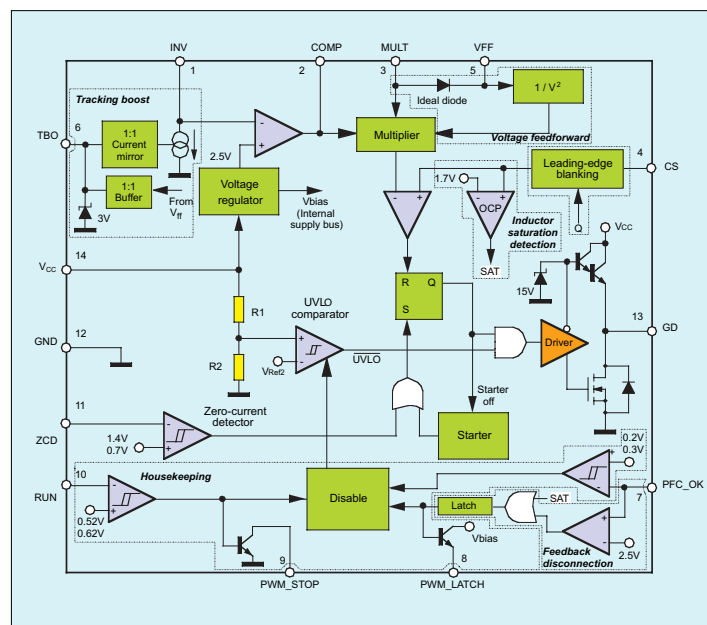 INV
COMP
MULT
VFF
1
2
3
5
Tracking boost
Ideal diode
1 / V²
TBO
6
1:1
Current
mirror
Multiplier
Voltage feedforward
2.5V
4
CS
1:1
Buffer
From
Vff
3V
Voltage
regulator
Vbias
(Internal
supply bus)
1.7V
OCP
Leading-edge
blanking
Q
Inductor
saturation
detection
SAT
VCC
VCC
14
R
Q
S
15V
R1
UVLO
comparator
13
GD
GND
12
R2
VRef2
UVLO
Driver
11
ZCD
Zero-current
detector
1.4V
0.7V
Starter
off
Starter
0.2V
0.3V
10
RUN
Housekeeping
Disable
PFC_OK
7
Latch
SAT
0.52V
0.62V
Vbias
2.5V
Feedback
disconnection
9
8
PWM_STOP
PWM_LATCH